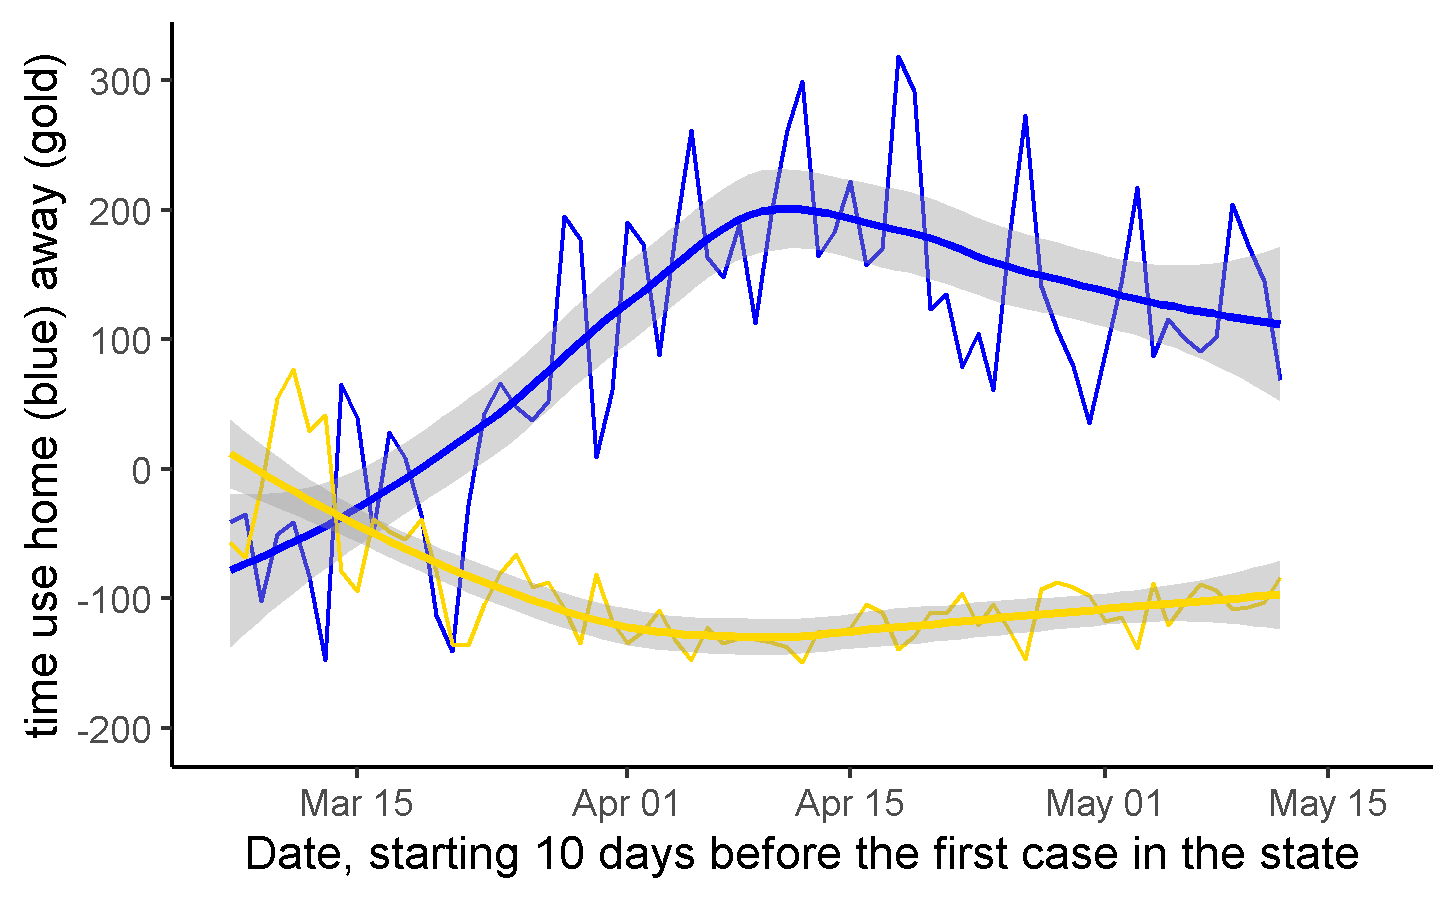 time use home (blue) away (gold)
300
200
100
0
-100
-200
Mar 15
Apr 01
Apr 15
May 01
May 15
Date, starting 10 days before the first case in the state